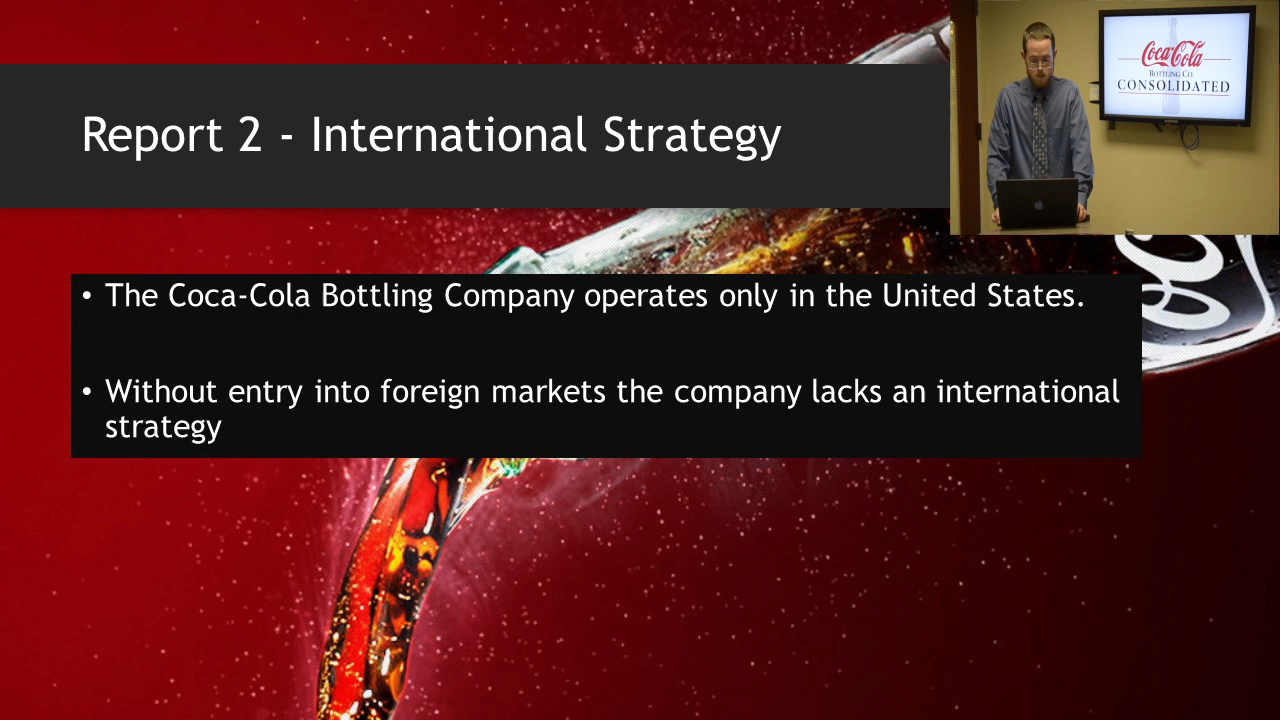 Report 2 - International Strategy
Coca-Cola
BOTTLING CO.
CONSOLIDATED
• The Coca-Cola Bottling Company operates only in the United States.
• Without entry into foreign markets the company lacks an international
strategy